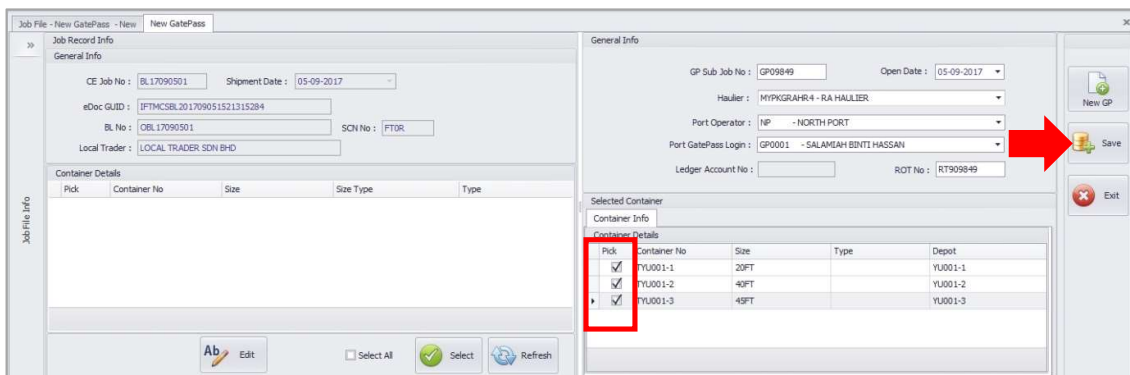 Job File - New GatePass - New New GatePass
Job Record Info
General Info
CE Job No : BL17090501 Shipment Date : 05-09-2017
eDoc GUID : IFTMCSBL201709051521315284
BL No : OBL17090501 SCN No : FT0R
Local Trader : LOCAL TRADER SDN BHD
Container Details
Pick Container No Size Size Type Type
Job File Info
Edit Select All Select Refresh
General Info
GP Sub Job No : GP09849 Open Date : 05-09-2017
Haulier : MYPKGRAHR4 - RA HAULIER
Port Operator : NP - NORTH PORT
Port GatePass Login : GP0001 - SALAMIAH BINTI HASSAN
Ledger Account No : ROT No : RT909849
Selected Container
Container Info
Container Details
Pick Container No Size Type Depot
TYU001-1 20FT YU001-1
TYU001-2 40FT YU001-2
TYU001-3 45FT YU001-3
New GP
Save
Exit